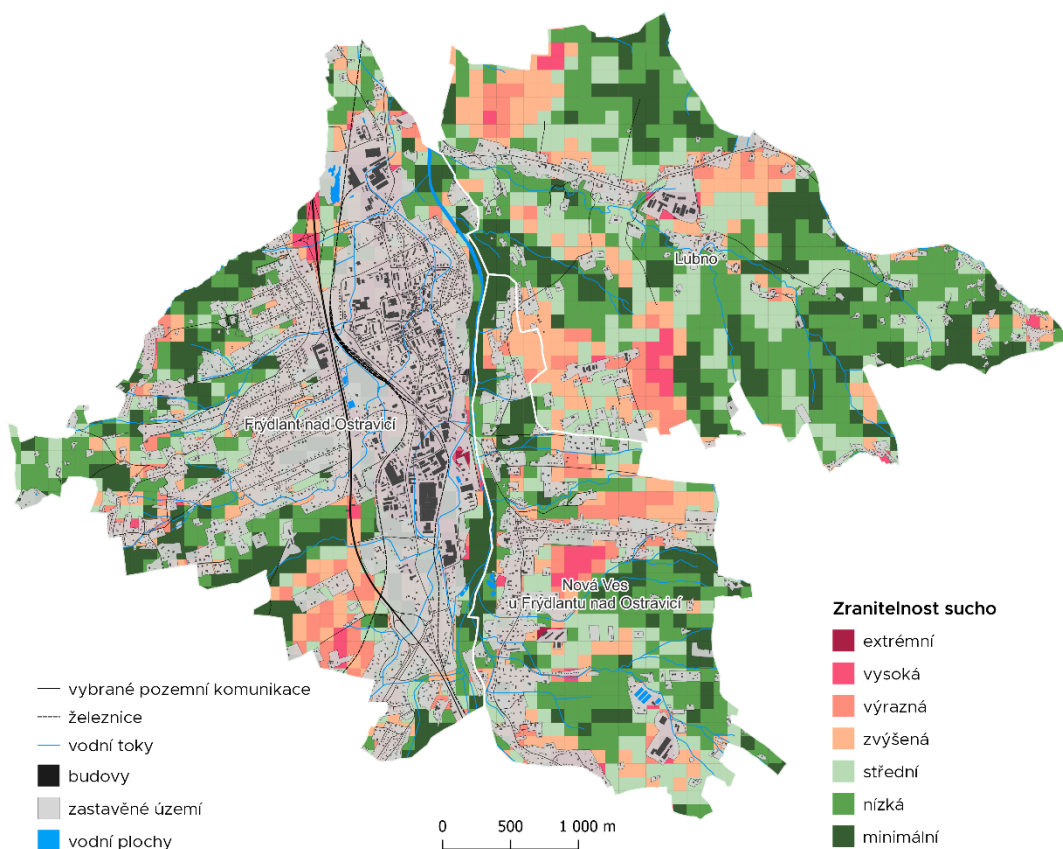 Lubno
Frýdlant nad Ostravicí
Nová Ves
u Frýdlantu nad Ostravicí
vybrané pozemní komunikace
železnice
vodní toky
budovy
zastavěné území
vodní plochy
0 500 1 000 m
Zranitelnost sucho
extrémní
vysoká
výrazná
zvýšená
střední
nízká
minimální